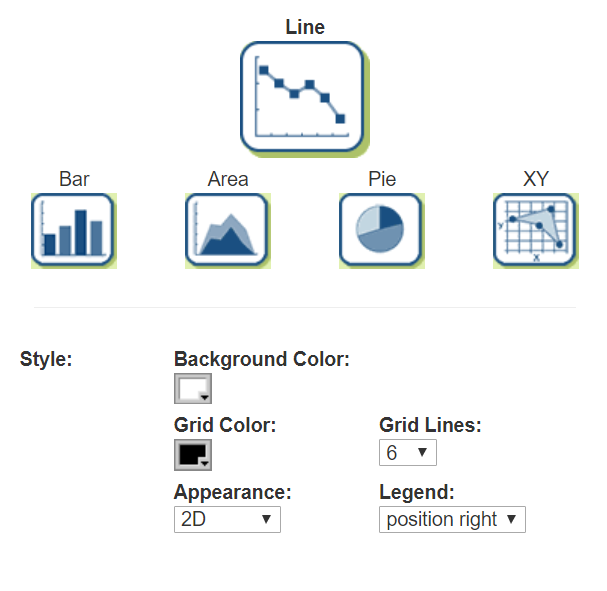 Line
Bar Area Pie XY
y
x
Style: Background Color:
Grid Color: Grid Lines:
6
Appearance: Legend:
2D position right